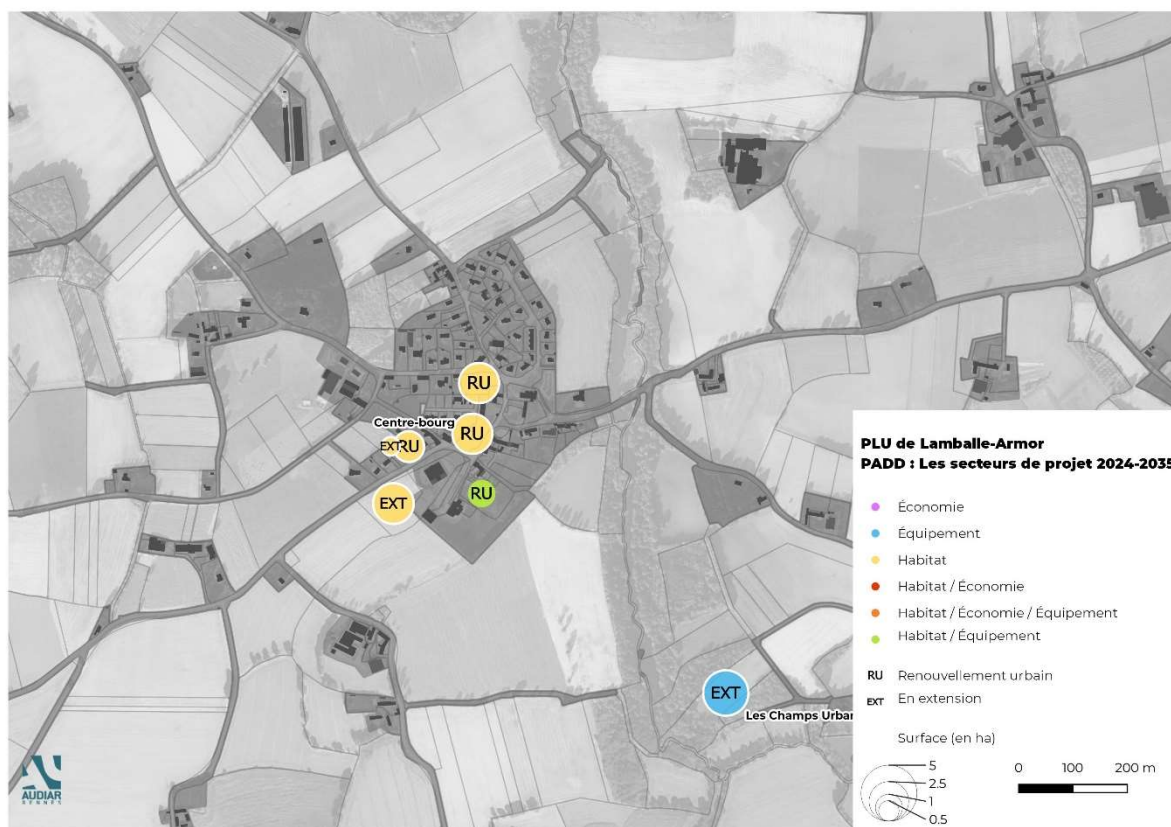 RU
Centre-bourg
RU
EXT
RU
EXT
RU
EXT
Les Champs Urbar
PLU de Lamballe-Armor
PADD : Les secteurs de projet 2024-2035
Économie
Équipement
Habitat
Habitat / Économie
Habitat / Économie / Équipement
Habitat / Équipement
RU Renouvellement urbain
EXT En extension
Surface (en ha)
5
2.5
1
0.5
0 100 200 m
AUDIAR
RENNES